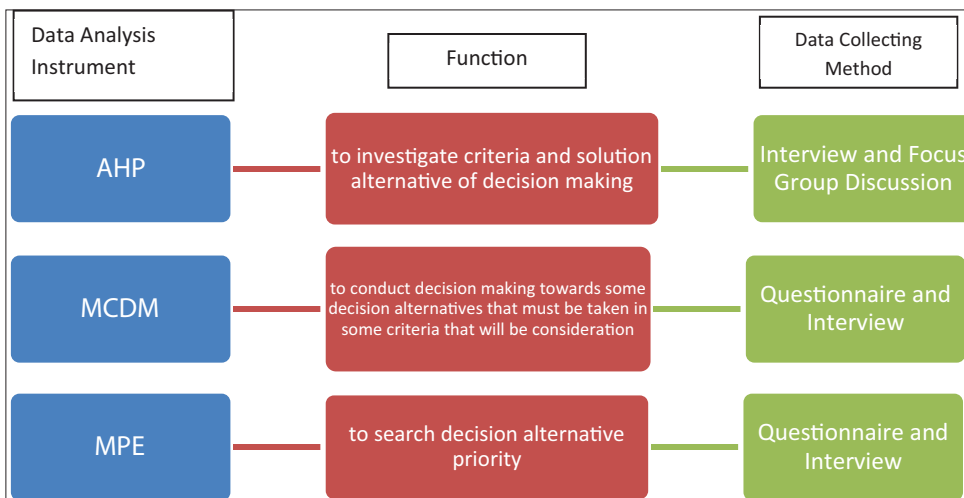 Data Analysis
Instrument
Function
Data Collecting
Method
AHP
to investigate criteria and solution
alternative of decision making
Interview and Focus
Group Discussion
MCDM
to conduct decision making towards some
decision alternatives that must be taken in
some criteria that will be consideration
Questionnaire and
Interview
MPE
to search decision alternative
priority
Questionnaire and
Interview